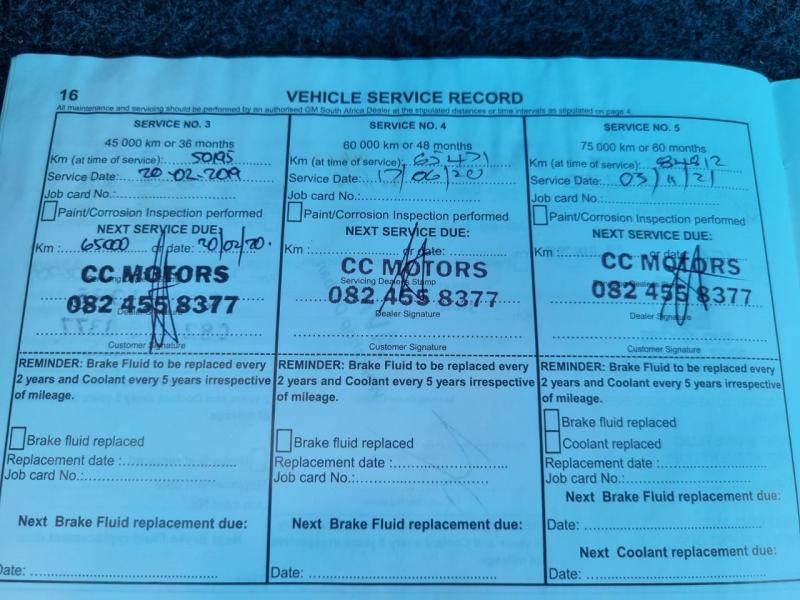 16
VEHICLE SERVICE RECORD
All maintenance and servicing should be performed by an authorised GM South Africa Dealer at the stipulated distances or time intervals as stipulated on page 4.
SERVICE NO. 3
45 000 km or 36 months
Km (at time of service): 50195
Service Date: 20-02-2019
Job card No.:
Paint/Corrosion Inspection performed
NEXT SERVICE DUE:
Km : 65000 or date: 20/02/20.
CC MOTORS
082 455 8377
Dealer Signature
Customer Signature
REMINDER: Brake Fluid to be replaced every
2 years and Coolant every 5 years irrespective
of mileage.
Brake fluid replaced
Replacement date :
Job card No.:
Next Brake Fluid replacement due:
Date:
SERVICE NO. 4
60 000 km or 48 months
Km (at time of service): 65471
Service Date: 17/06/20
Job card No.:
Paint/Corrosion Inspection performed
NEXT SERVICE DUE:
Km : or date:
CC MOTORS
Servicing Dealers Stamp
082 455 8377
Dealer Signature
Customer Signature
REMINDER: Brake Fluid to be replaced every
2 years and Coolant every 5 years irrespective
of mileage.
Brake fluid replaced
Replacement date :
Job card No.:
Next Brake Fluid replacement due:
Date:
SERVICE NO. 5
75 000 km or 60 months
Km (at time of service): 84812
Service Date: 03/11/21
Job card No.:
Paint/Corrosion Inspection performed
NEXT SERVICE DUE:
Km : or date:
CC MOTORS
082 455 8377
Dealer Signature
Customer Signature
REMINDER: Brake Fluid to be replaced every
2 years and Coolant every 5 years irrespective
of mileage.
Brake fluid replaced
Coolant replaced
Replacement date :
Job card No.:
Next Brake Fluid replacement due:
Date:
Next Coolant replacement due:
Date: